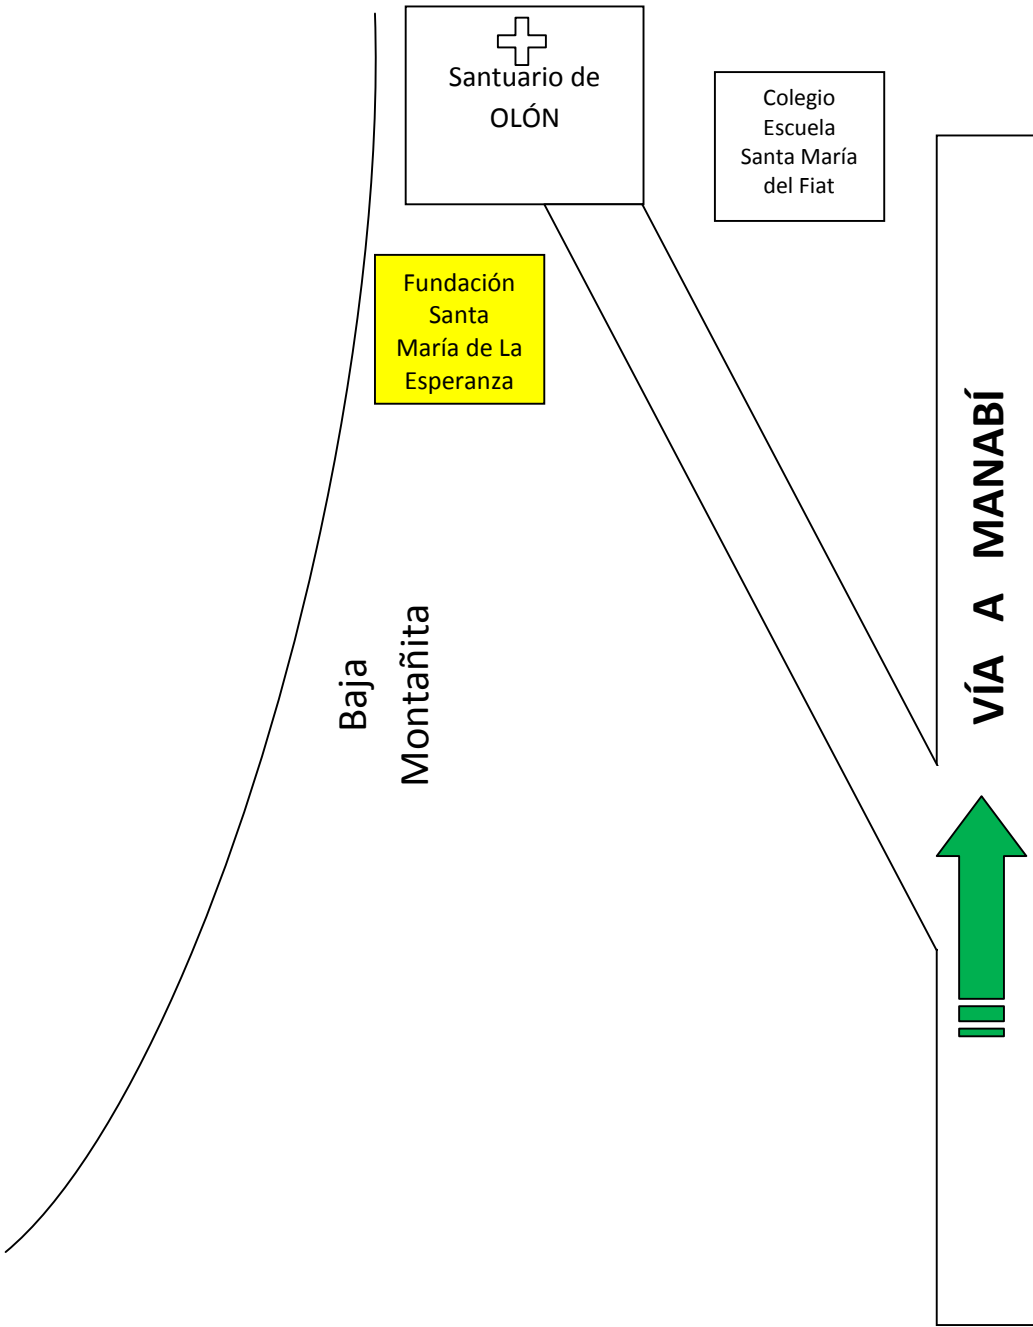 Santuario de
OLÓN
Colegio
Escuela
Santa María
del Fiat
Fundación
Santa
María de La
Esperanza
Baja
Montañita
VÍA A MANABÍ